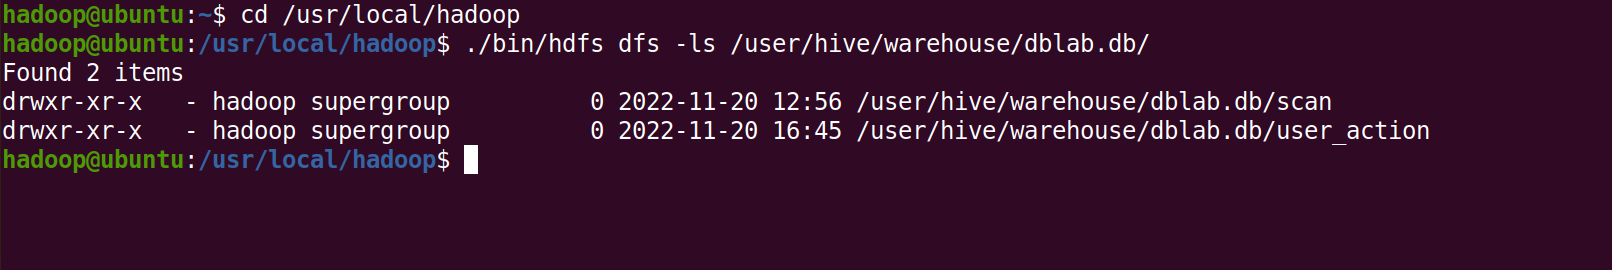 hadoop@ubuntu:~$ cd /usr/local/hadoop
hadoop@ubuntu:/usr/local/hadoop$ ./bin/hdfs dfs -ls /user/hive/warehouse/dblab.db/
Found 2 items
drwxr-xr-x   - hadoop supergroup          0 2022-11-20 12:56 /user/hive/warehouse/dblab.db/scan
drwxr-xr-x   - hadoop supergroup          0 2022-11-20 16:45 /user/hive/warehouse/dblab.db/user_action
hadoop@ubuntu:/usr/local/hadoop$